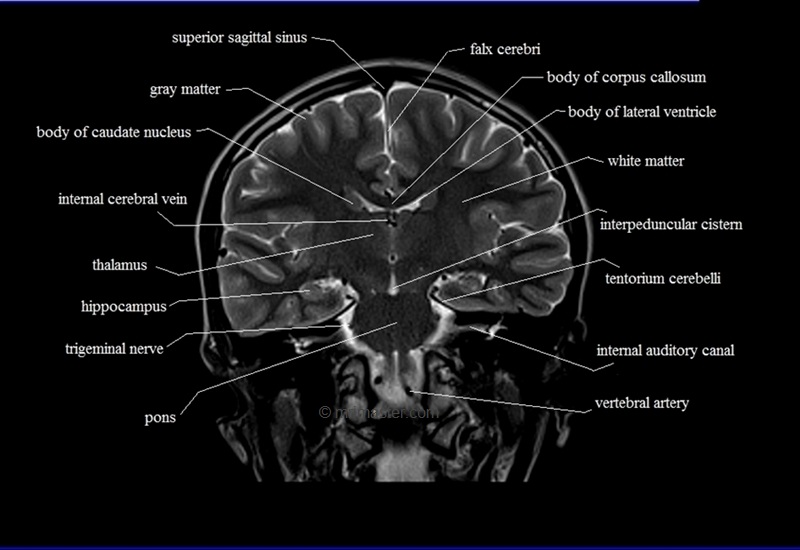 superior sagittal sinus
falx cerebri
body of corpus callosum
gray matter
body of lateral ventricle
body of caudate nucleus
white matter
internal cerebral vein
interpeduncular cistern
thalamus
tentorium cerebelli
hippocampus
trigeminal nerve
internal auditory canal
vertebral artery
pons
© mrimaster.com